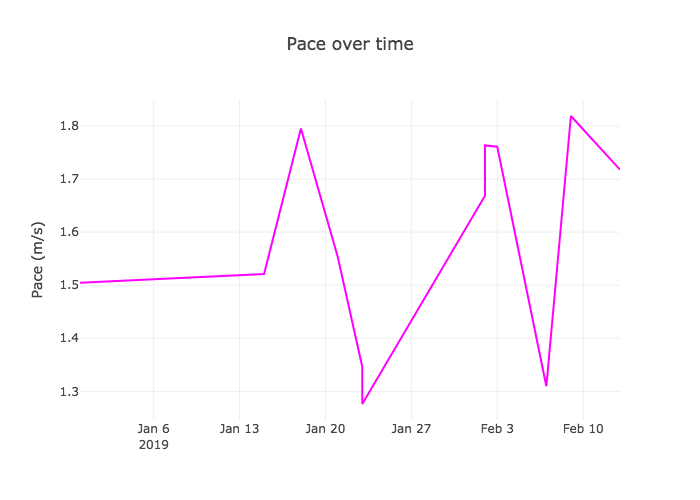 Pace over time
Pace (m/s)
1.8
1.7
1.6
1.5
1.4
1.3
Jan 6
2019
Jan 13
Jan 20
Jan 27
Feb 3
Feb 10